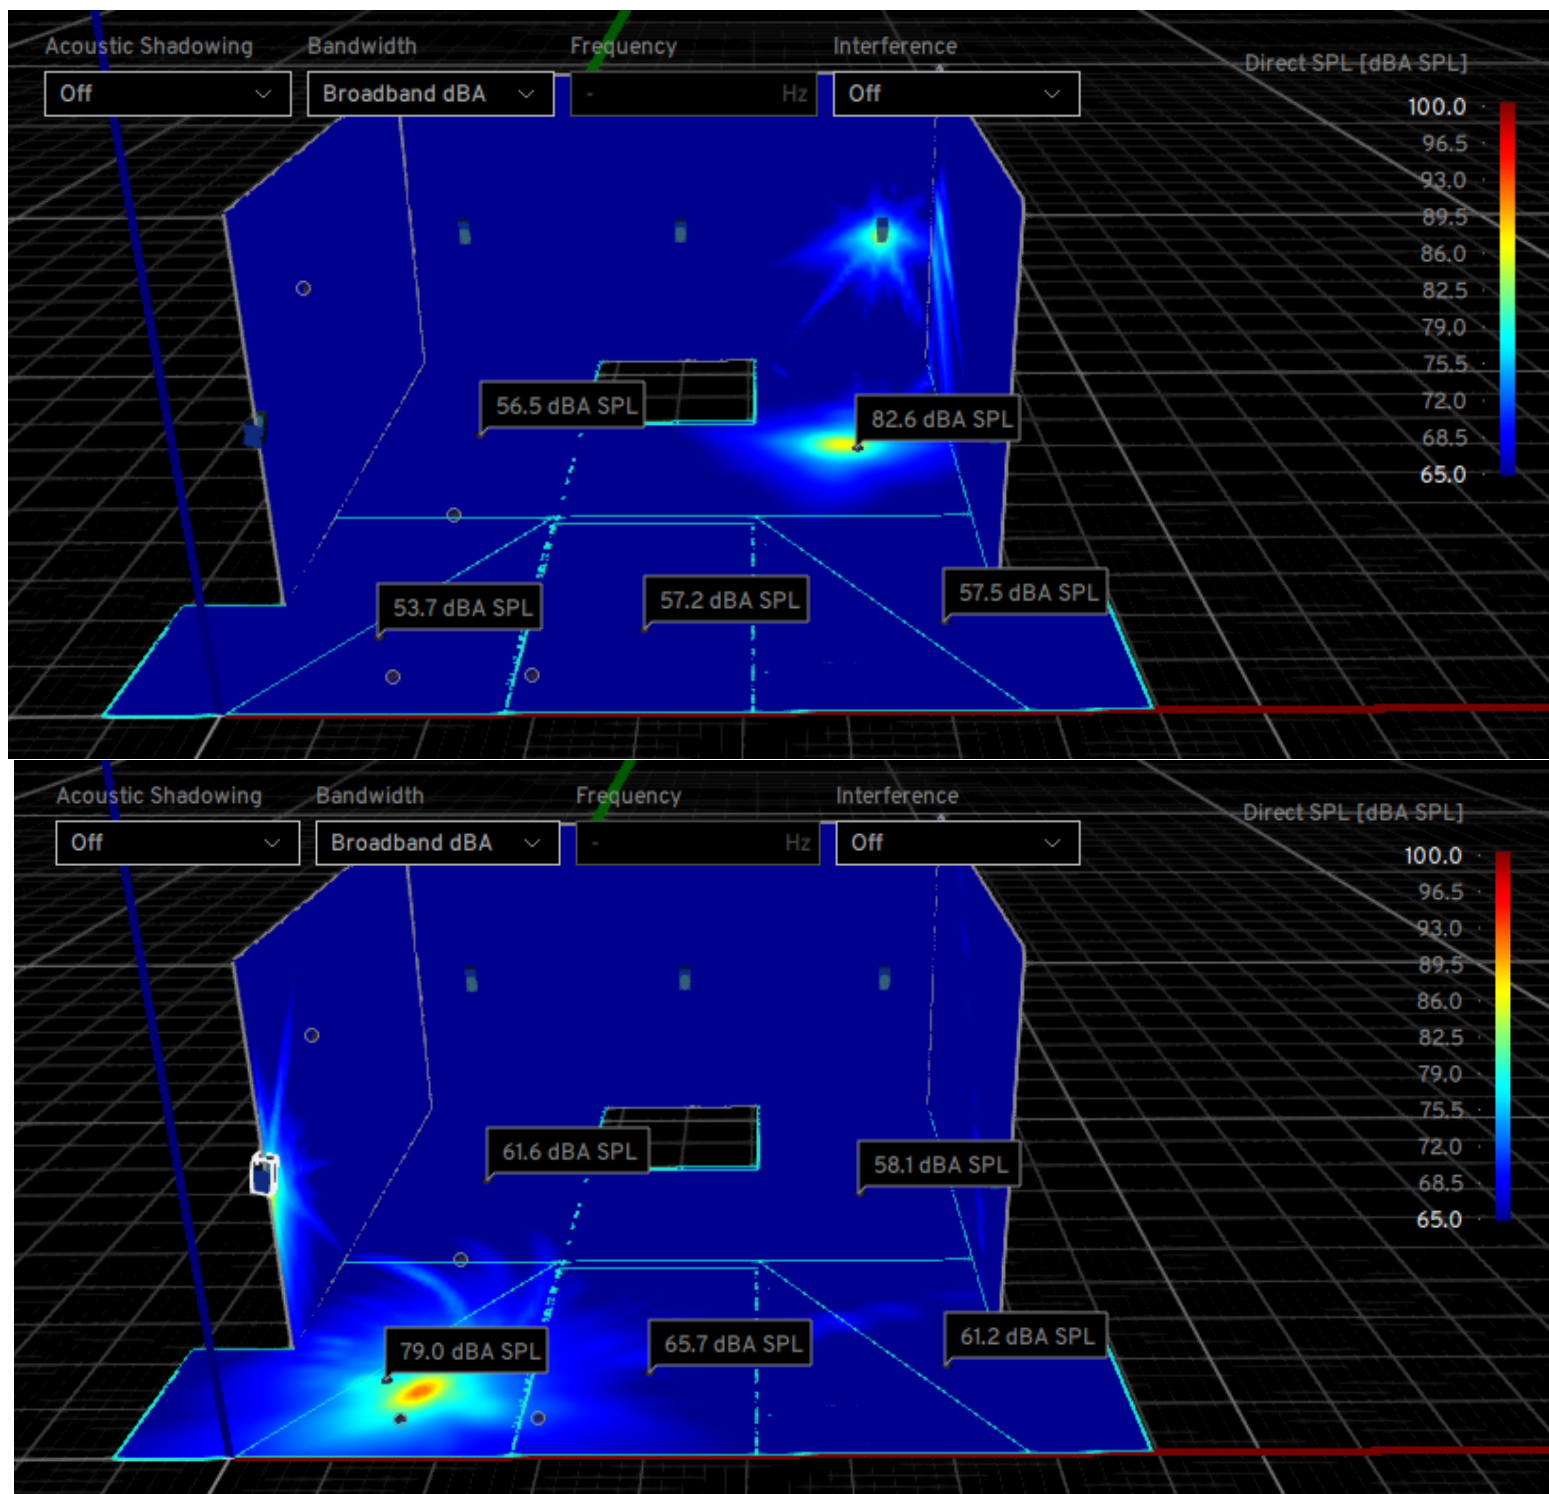 Acoustic Shadowing Bandwidth Frequency Interference
Direct SPL [dBA SPL]
Off Broadband dBA - Hz Off
100.0
96.5
93.0
89.5
86.0
82.5
79.0
75.5
72.0
68.5
65.0
56.5 dBA SPL
82.6 dBA SPL
53.7 dBA SPL
57.2 dBA SPL
57.5 dBA SPL
Acoustic Shadowing Bandwidth Frequency Interference
Direct SPL [dBA SPL]
Off Broadband dBA - Hz Off
100.0
96.5
93.0
89.5
86.0
82.5
79.0
75.5
72.0
68.5
65.0
61.6 dBA SPL
58.1 dBA SPL
79.0 dBA SPL
65.7 dBA SPL
61.2 dBA SPL